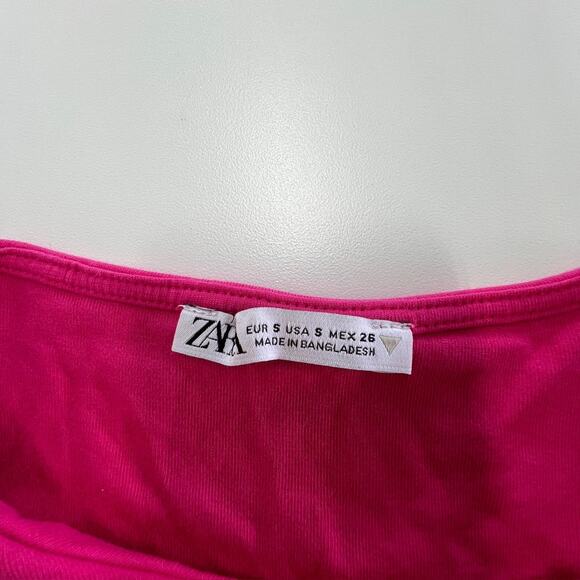 ZARA
EUR S USA S MEX 26
MADE IN BANGLADESH